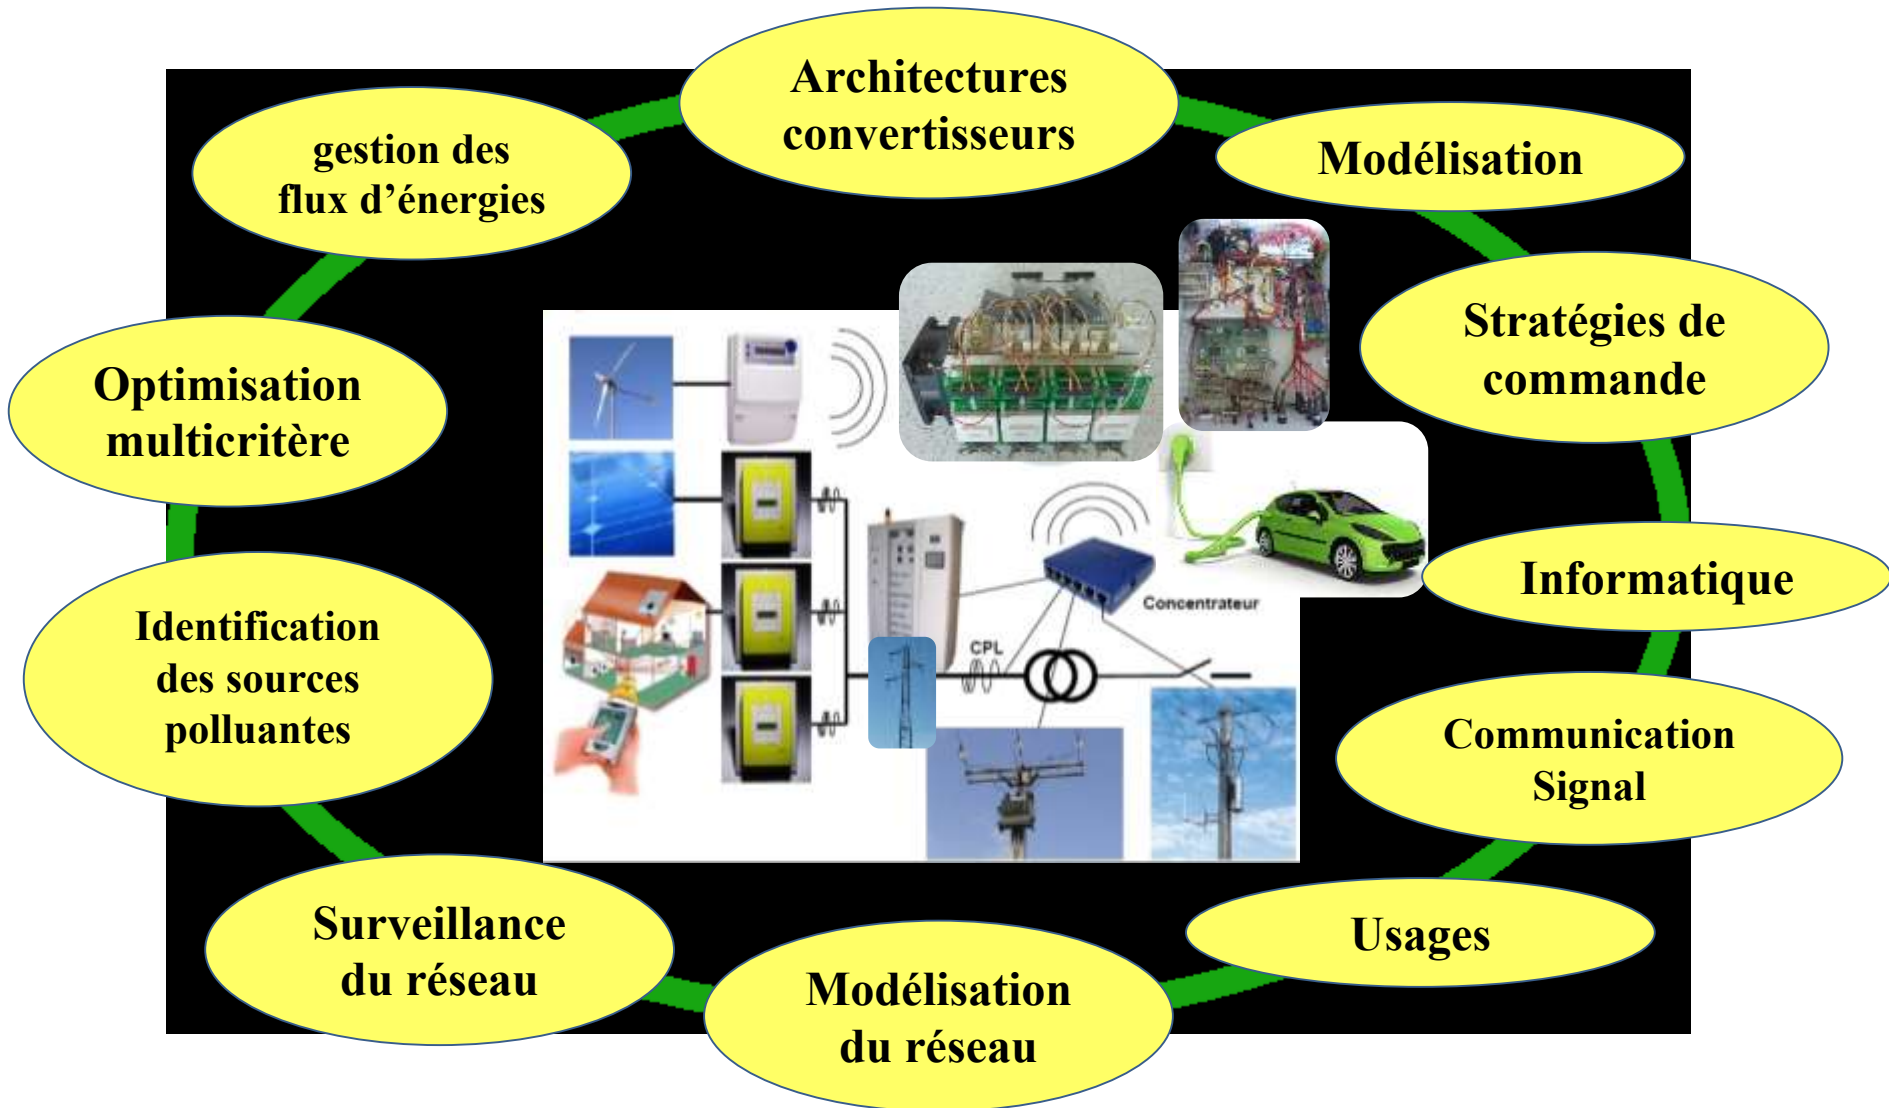 Architectures
convertisseurs
Modélisation
Stratégies de
commande
Informatique
Communication
Signal
Usages
Modélisation
du réseau
Surveillance
du réseau
Identification
des sources
polluantes
Optimisation
multicritère
gestion des
flux d’énergies
Concentrateur
CPL